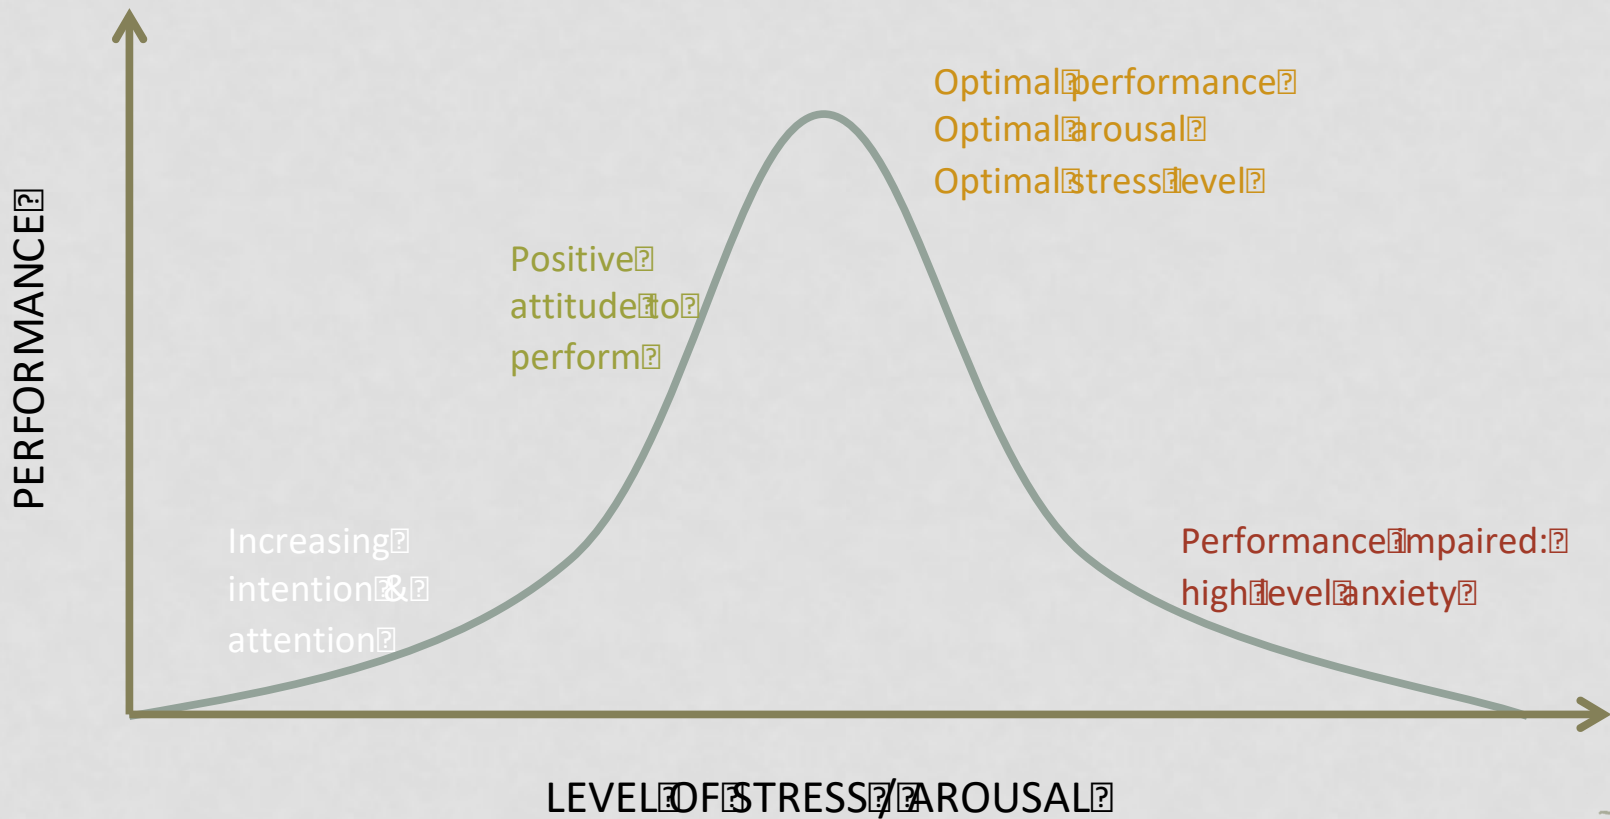 PERFORMANCE
Optimal performance
Optimal arousal
Optimal stress level
Positive
attitude to
perform
Increasing
intention &
attention
Performance impaired:
high level anxiety
LEVEL OF STRESS / AROUSAL